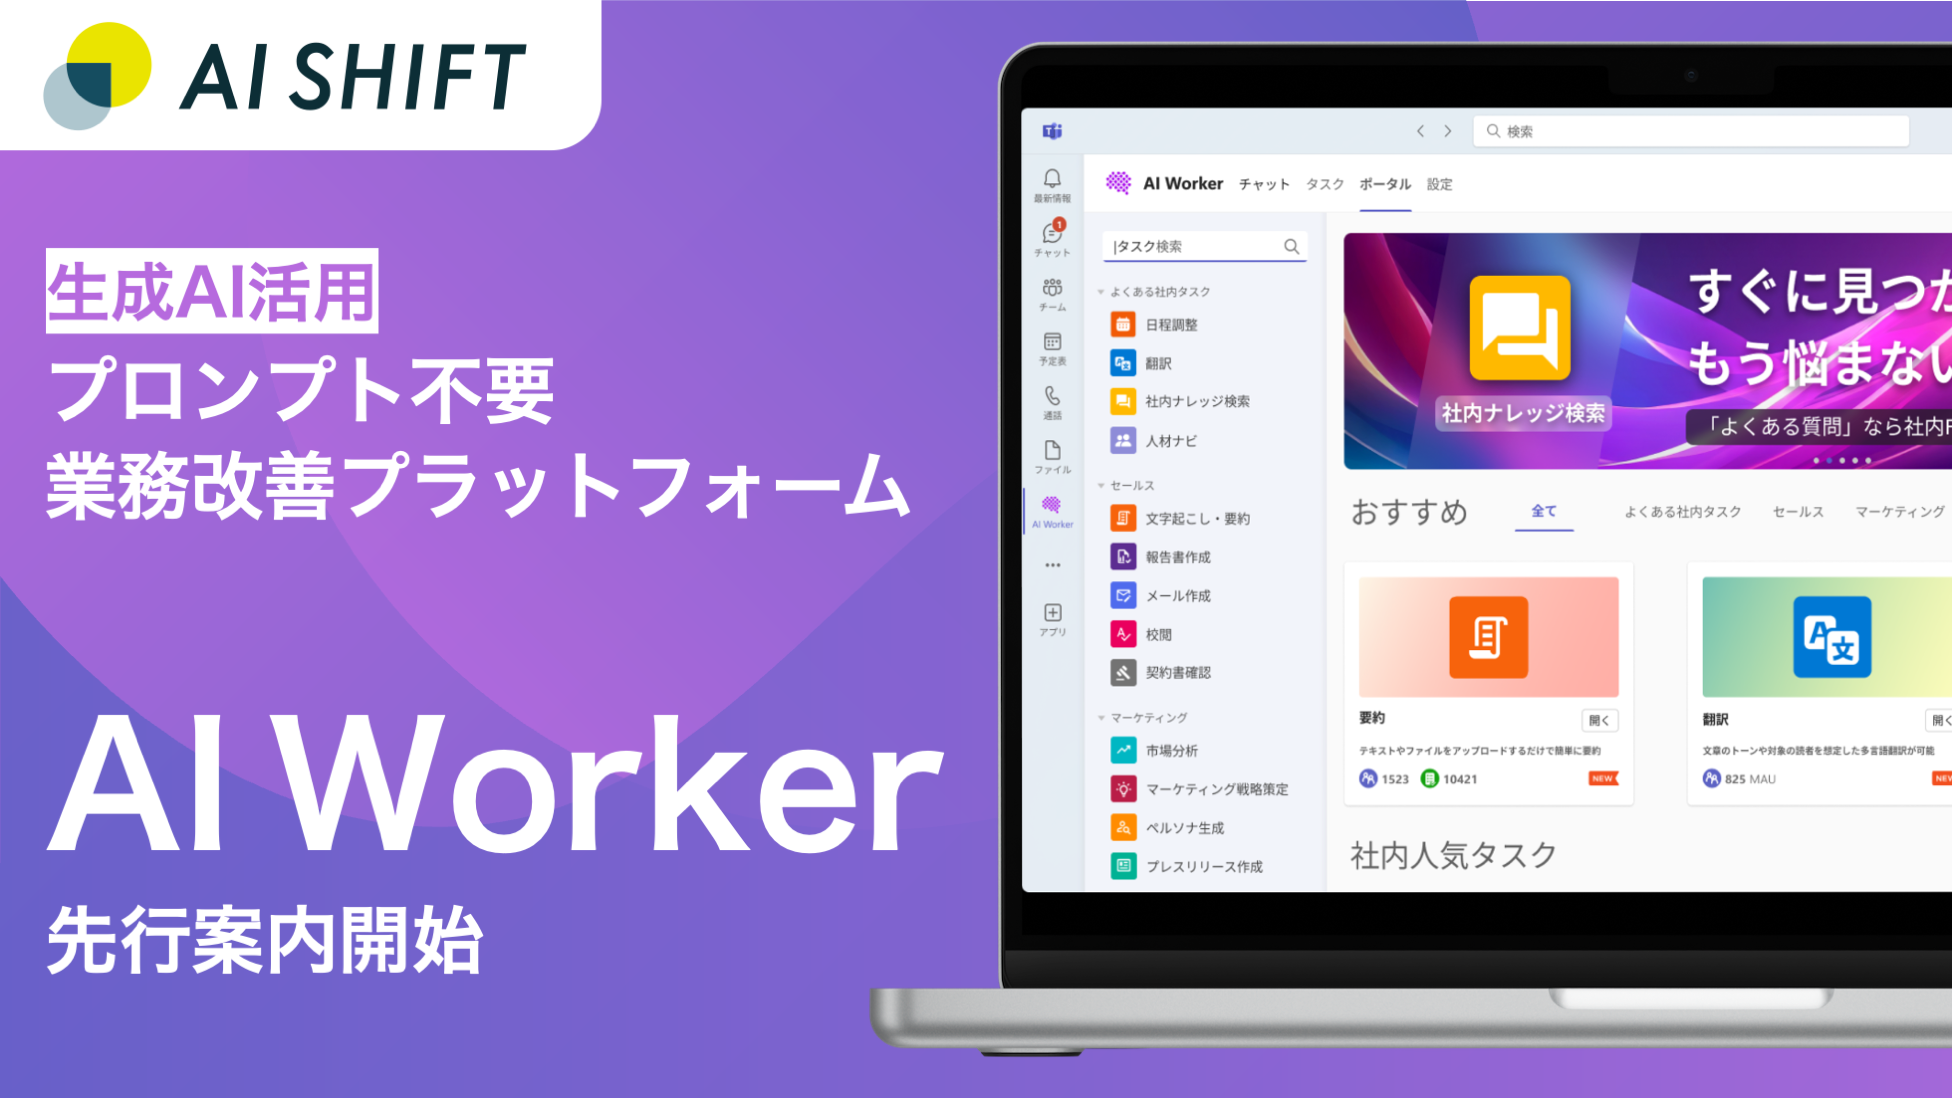 AI SHIFT
生成AI活用
プロンプト不要
業務改善プラットフォーム
AI Worker
先行案内開始
検索
最新情報
1
チャット
チーム
予定表
通話
ファイル
AI Worker
アプリ
AI Worker チャット タスク ポータル 設定
タスク検索
よくある社内タスク
日程調整
翻訳
社内ナレッジ検索
人材ナビ
セールス
文字起こし・要約
報告書作成
メール作成
校閲
契約書確認
マーケティング
市場分析
マーケティング戦略策定
ペルソナ生成
プレスリリース作成
社内ナレッジ検索
すぐに見つか
もう悩まない
「よくある質問」なら社内F
おすすめ 全て よくある社内タスク セールス マーケティング
要約 開く
テキストやファイルをアップロードするだけで簡単に要約
1523 10421 NEW
翻訳 開く
文章のトーンや対象の読者を想定した多言語翻訳が可能
825 MAU NEW
社内人気タスク